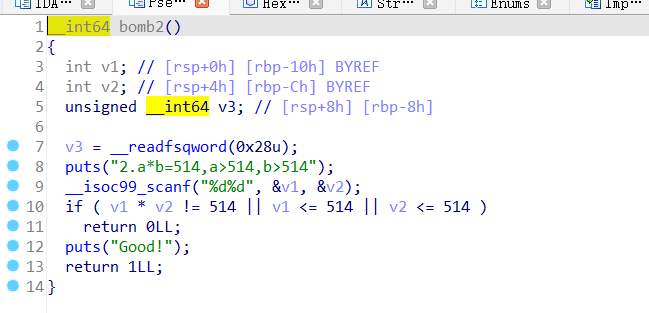 IDA… Pse… Hex… Str… Enums Imp…
1 __int64 bomb2()
2 {
3 int v1; // [rsp+0h] [rbp-10h] BYREF
4 int v2; // [rsp+4h] [rbp-Ch] BYREF
5 unsigned __int64 v3; // [rsp+8h] [rbp-8h]
6
7 v3 = __readfsqword(0x28u);
8 puts("2.a*b=514,a>514,b>514");
9 __isoc99_scanf("%d%d", &v1, &v2);
10 if ( v1 * v2 != 514 || v1 <= 514 || v2 <= 514 )
11 return 0LL;
12 puts("Good!");
13 return 1LL;
14 }